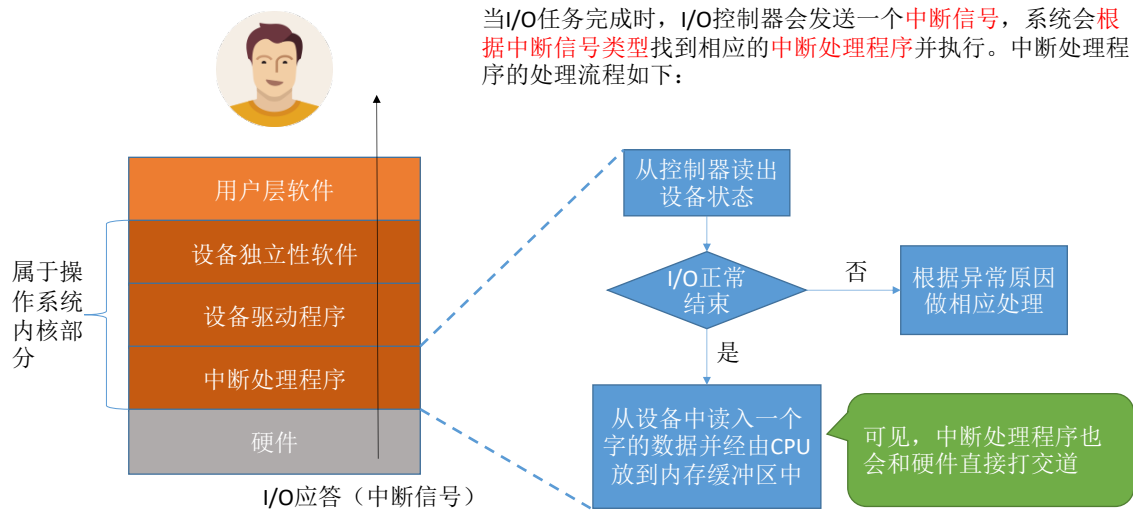 当I/O任务完成时，I/O控制器会发送一个中断信号，系统会根
据中断信号类型找到相应的中断处理程序并执行。中断处理程
序的处理流程如下：
用户层软件
设备独立性软件
设备驱动程序
中断处理程序
硬件
属于操
作系统
内核部
分
I/O应答（中断信号）
从控制器读出
设备状态
I/O正常
结束
否
根据异常原因
做相应处理
是
从设备中读入一个
字的数据并经由CPU
放到内存缓冲区中
可见，中断处理程序也
会和硬件直接打交道